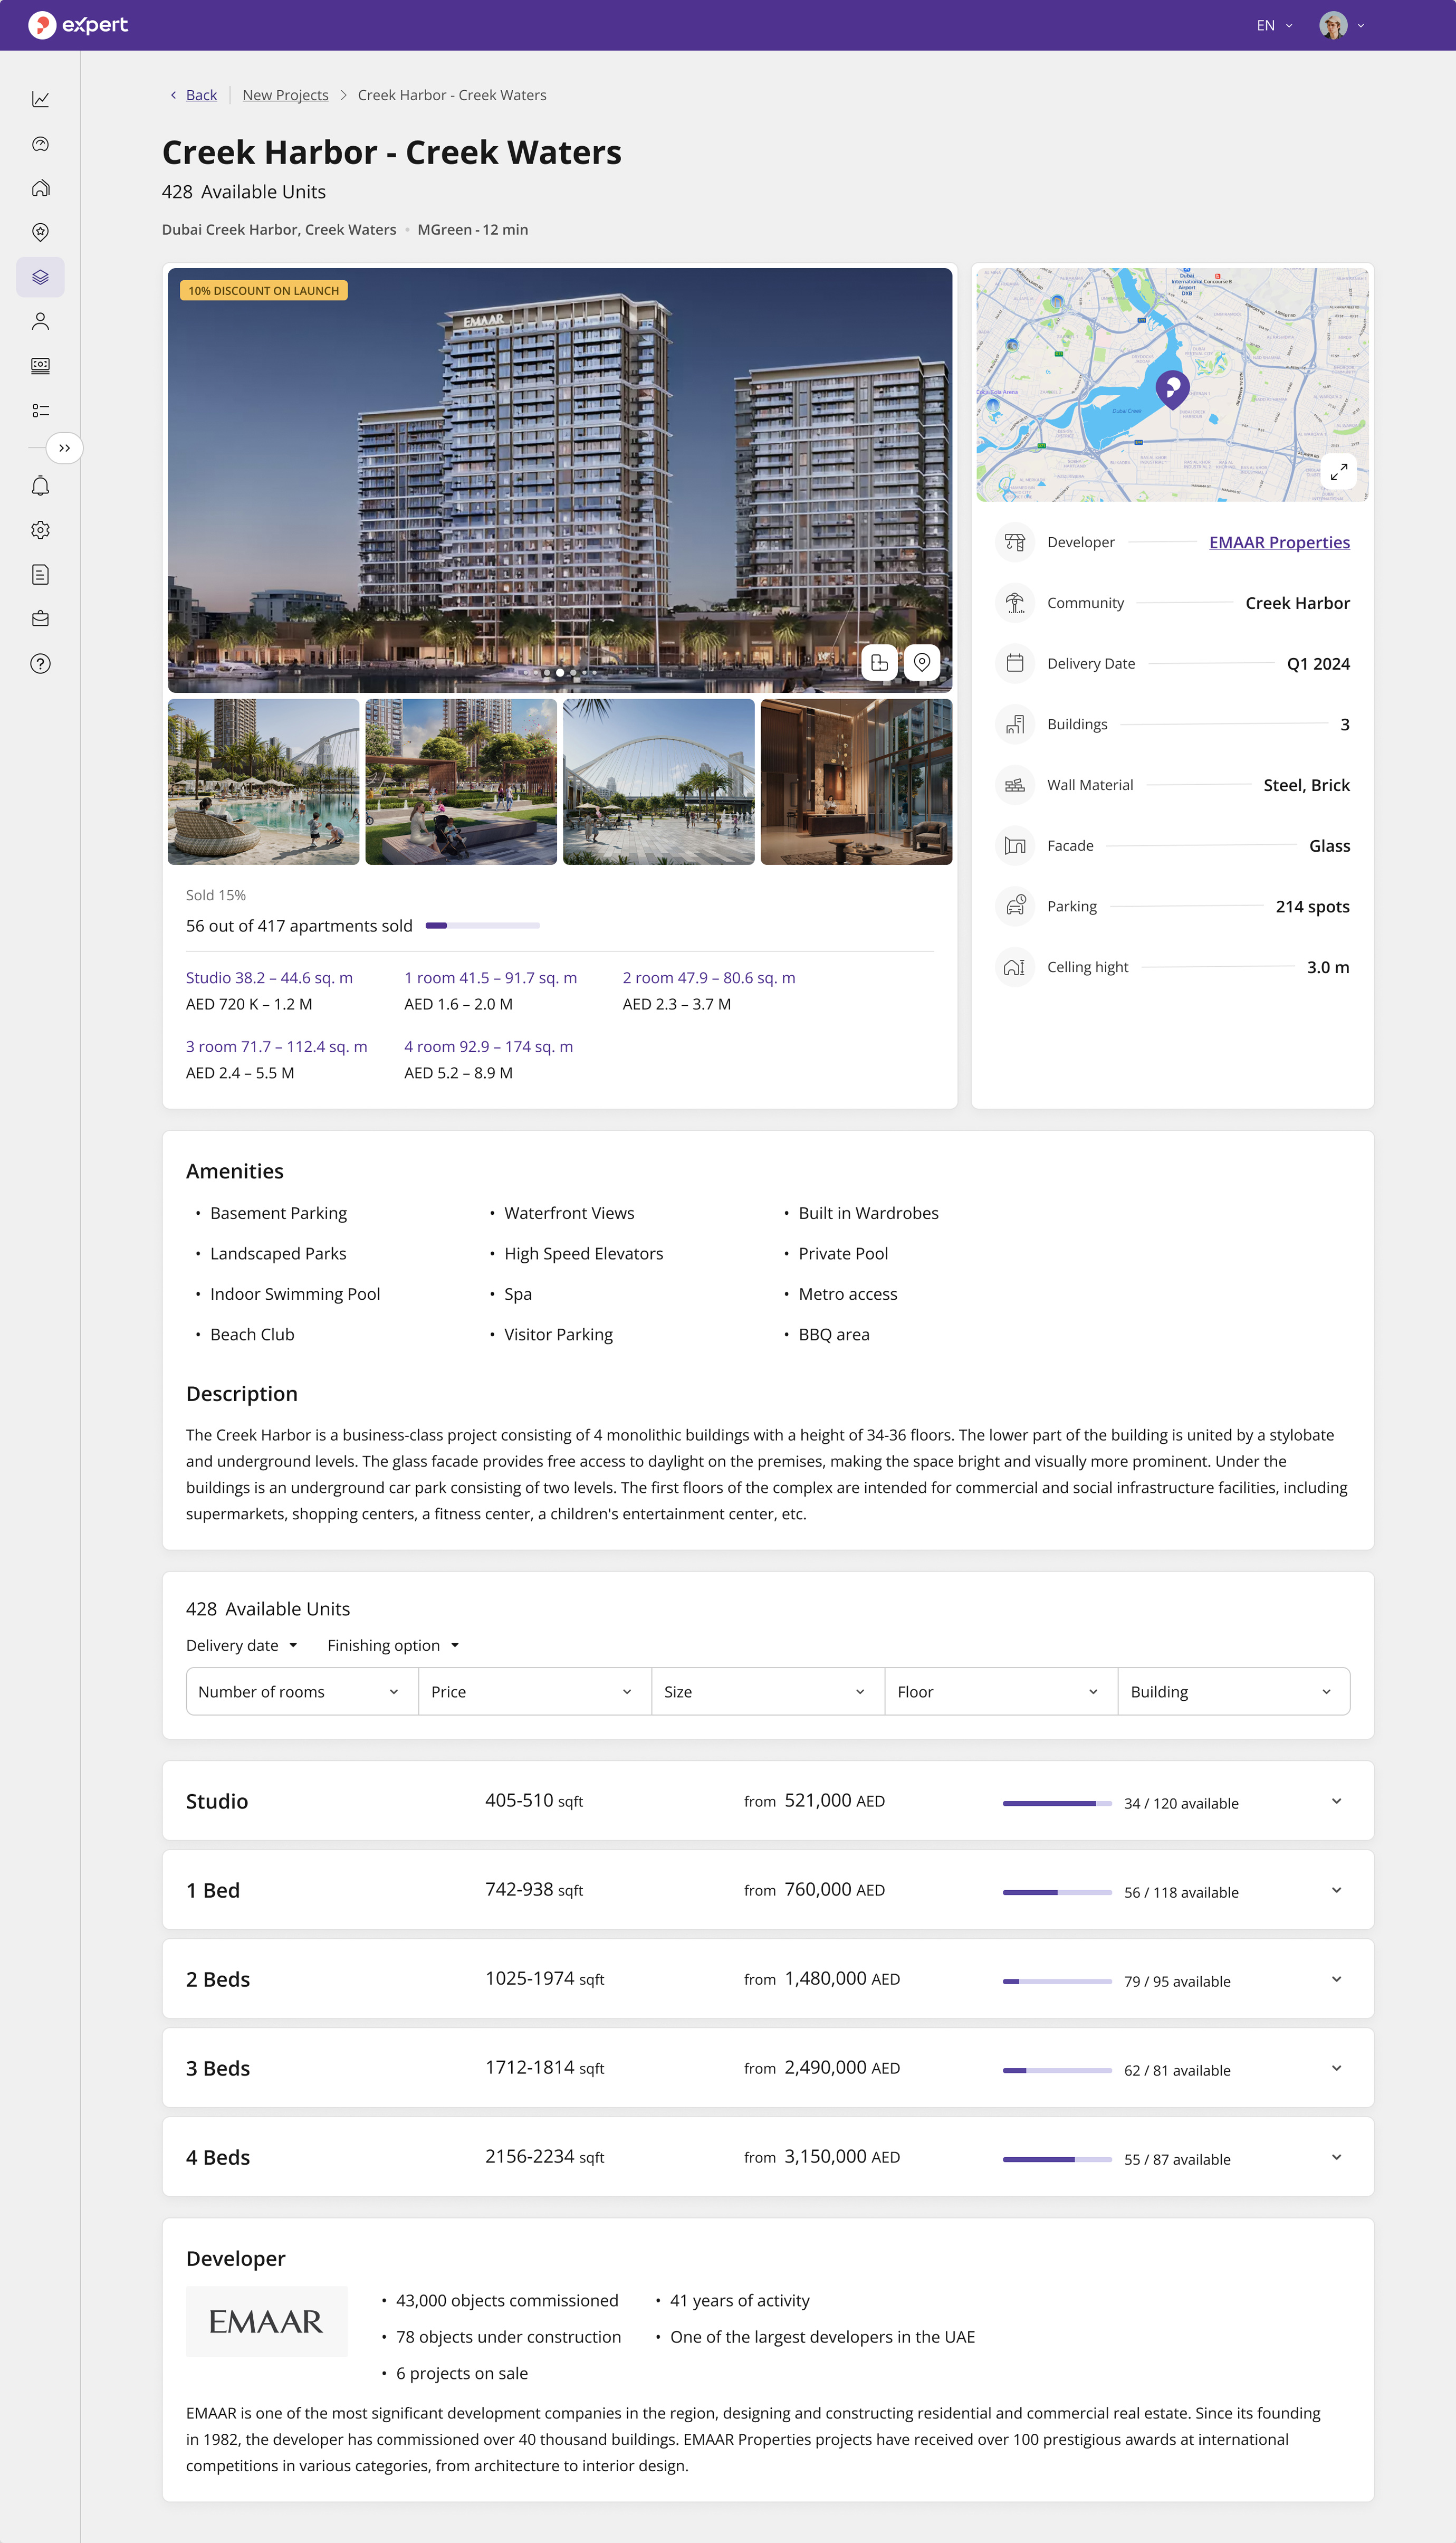 expert
EN
Back
New Projects
Creek Harbor - Creek Waters
Creek Harbor - Creek Waters
428 Available Units
Dubai Creek Harbor, Creek Waters • MGreen - 12 min
10% DISCOUNT ON LAUNCH
EMAAR
Dubai
International Concourse B
Airport
DXB
Coca Cola Arena
Dubai Creek
Developer
EMAAR Properties
Community
Creek Harbor
Delivery Date
Q1 2024
Buildings
3
Wall Material
Steel, Brick
Facade
Glass
Parking
214 spots
Celling hight
3.0 m
Sold 15%
56 out of 417 apartments sold
Studio 38.2 – 44.6 sq. m
AED 720 K – 1.2 M
1 room 41.5 – 91.7 sq. m
AED 1.6 – 2.0 M
2 room 47.9 – 80.6 sq. m
AED 2.3 – 3.7 M
3 room 71.7 – 112.4 sq. m
AED 2.4 – 5.5 M
4 room 92.9 – 174 sq. m
AED 5.2 – 8.9 M
Amenities
• Basement Parking
• Landscaped Parks
• Indoor Swimming Pool
• Beach Club
• Waterfront Views
• High Speed Elevators
• Spa
• Visitor Parking
• Built in Wardrobes
• Private Pool
• Metro access
• BBQ area
Description
The Creek Harbor is a business-class project consisting of 4 monolithic buildings with a height of 34-36 floors. The lower part of the building is united by a stylobate
and underground levels. The glass facade provides free access to daylight on the premises, making the space bright and visually more prominent. Under the
buildings is an underground car park consisting of two levels. The first floors of the complex are intended for commercial and social infrastructure facilities, including
supermarkets, shopping centers, a fitness center, a children's entertainment center, etc.
428 Available Units
Delivery date
Finishing option
Number of rooms
Price
Size
Floor
Building
Studio
405-510 sqft
from 521,000 AED
34 / 120 available
1 Bed
742-938 sqft
from 760,000 AED
56 / 118 available
2 Beds
1025-1974 sqft
from 1,480,000 AED
79 / 95 available
3 Beds
1712-1814 sqft
from 2,490,000 AED
62 / 81 available
4 Beds
2156-2234 sqft
from 3,150,000 AED
55 / 87 available
Developer
EMAAR
• 43,000 objects commissioned
• 78 objects under construction
• 6 projects on sale
• 41 years of activity
• One of the largest developers in the UAE
EMAAR is one of the most significant development companies in the region, designing and constructing residential and commercial real estate. Since its founding
in 1982, the developer has commissioned over 40 thousand buildings. EMAAR Properties projects have received over 100 prestigious awards at international
competitions in various categories, from architecture to interior design.